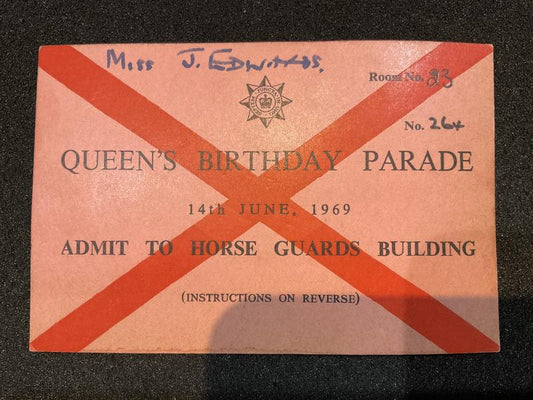 Miss J. Edwards.
Room No. 33
No. 264
QUEEN'S BIRTHDAY PARADE
14th JUNE, 1969
ADMIT TO HORSE GUARDS BUILDING
(INSTRUCTIONS ON REVERSE)